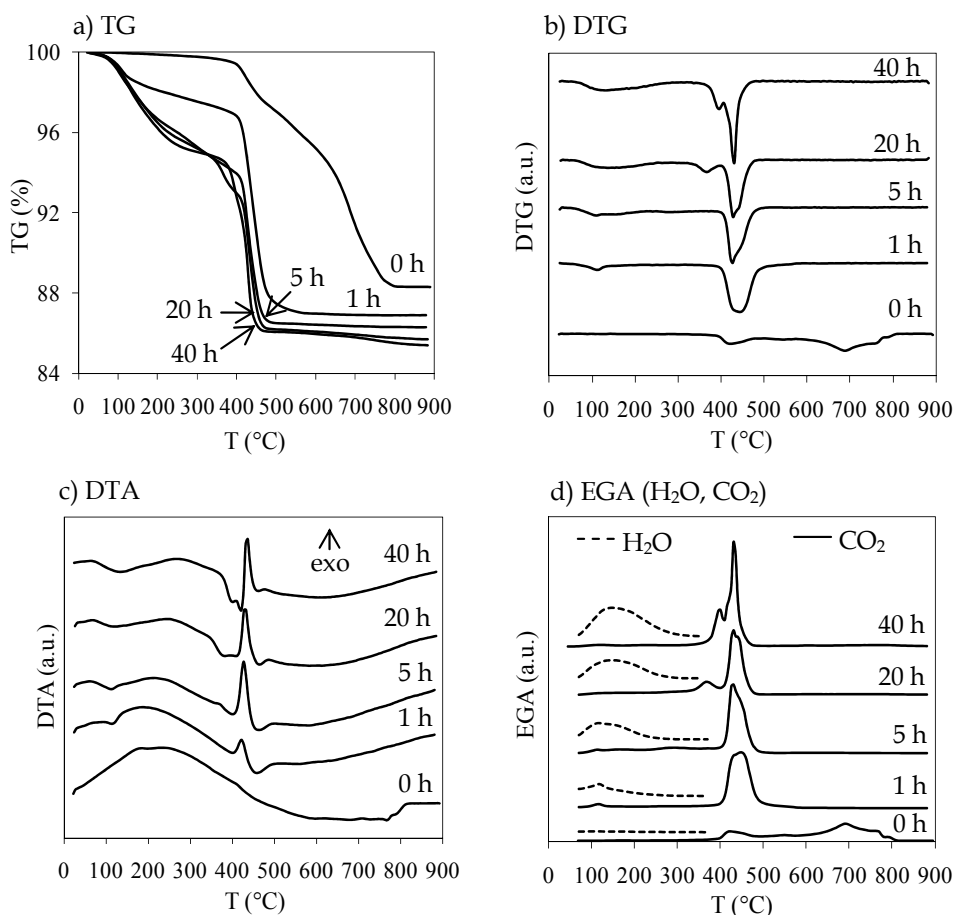 a) TG
100
96
92
88
84
TG (%)
0 h
5 h
1 h
20 h
40 h
0 100 200 300 400 500 600 700 800 900
T (°C)
b) DTG
40 h
20 h
5 h
1 h
0 h
DTG (a.u.)
0 100 200 300 400 500 600 700 800 900
T (°C)
c) DTA
exo
40 h
20 h
5 h
1 h
0 h
DTA (a.u.)
0 100 200 300 400 500 600 700 800 900
T (°C)
d) EGA (H₂O, CO₂)
H₂O CO₂
40 h
20 h
5 h
1 h
0 h
EGA (a.u.)
0 100 200 300 400 500 600 700 800 900
T (°C)